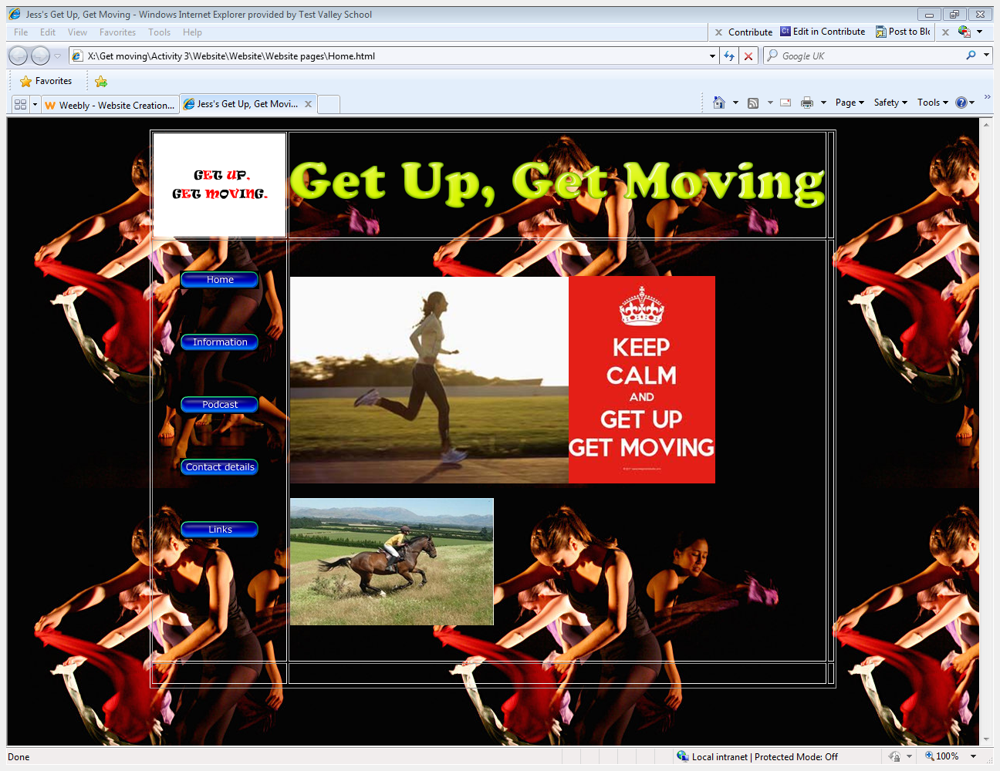 Jess's Get Up, Get Moving - Windows Internet Explorer provided by Test Valley School
File Edit View Favorites Tools Help
x Contribute Ct Edit in Contribute Post to Blo x
X:\Get moving\Activity 3\Website\Website\Website pages\Home.html
Google UK
Favorites
Weebly - Website Creation... Jess's Get Up, Get Movi... x
Page Safety Tools
GET UP,
GET MOVING.
Get Up, Get Moving
Home
Information
Podcast
Contact details
Links
KEEP
CALM
AND
GET UP
GET MOVING
Done
Local intranet | Protected Mode: Off
100%